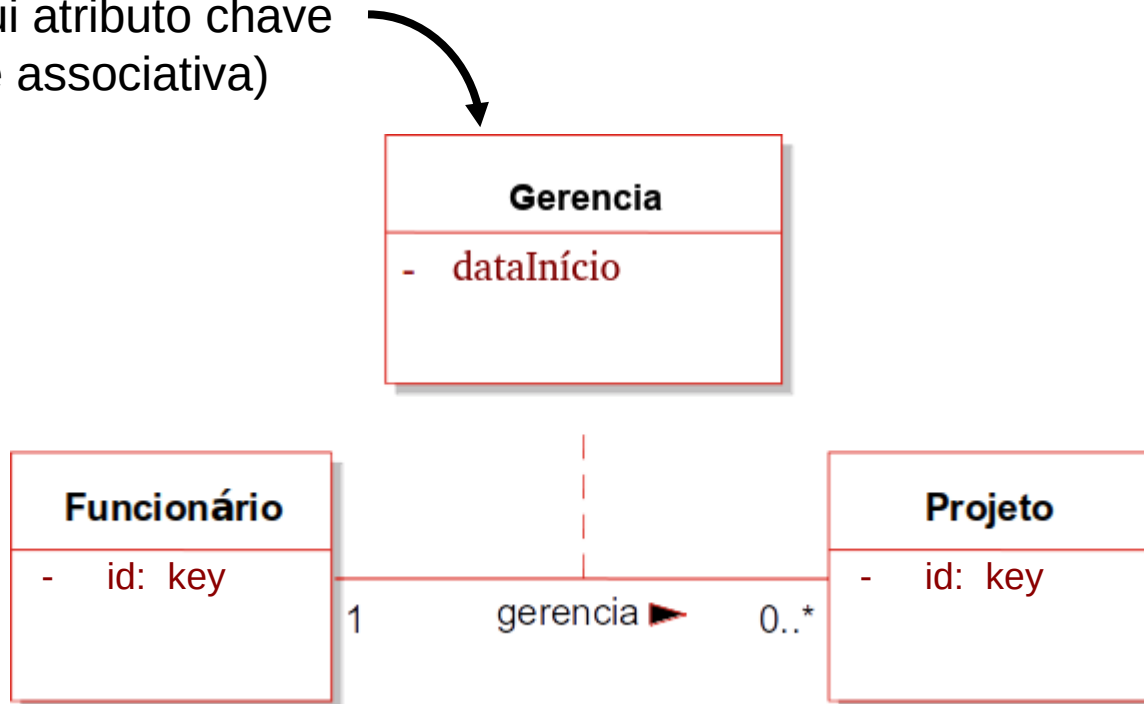 atributo chave
associativa)
Gerencia
- dataInício
Funcionário
- id: key
Projeto
- id: key
1
gerencia
0..*